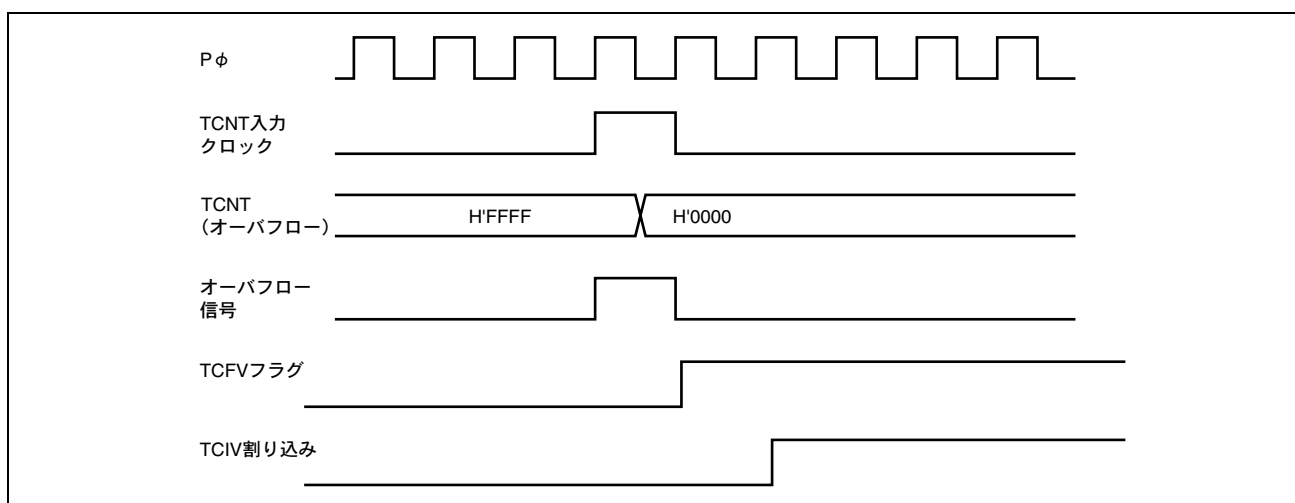 Pφ
TCNT入力
クロック
TCNT
（オーバフロー）
H'FFFF
H'0000
オーバフロー
信号
TCFVフラグ
TCIV割り込み